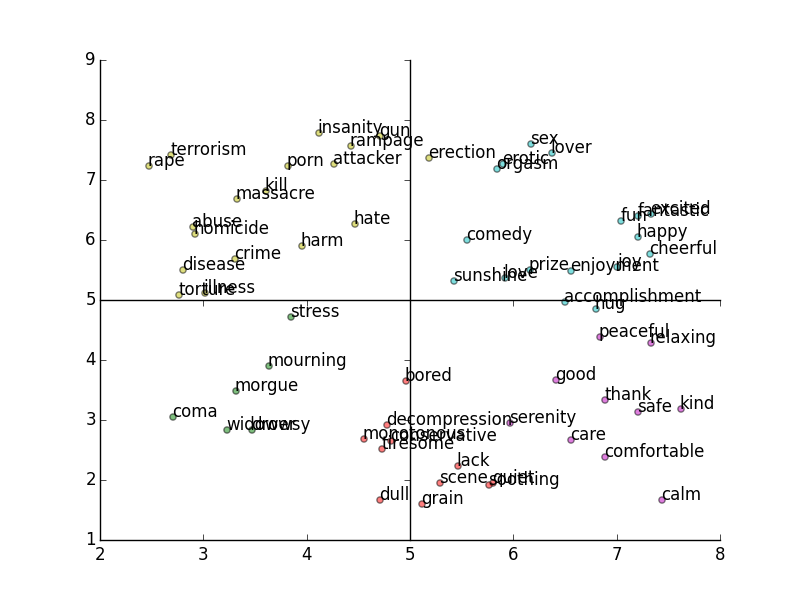 9
8
7
6
5
4
3
2
1
insanity
gun
rampage
terrorism
rape
porn
attacker
kill
massacre
abuse
homicide
hate
harm
crime
disease
torture
illness
sex
lover
erection
erotic
orgasm
excited
fantastic
fun
happy
comedy
cheerful
joy
prize
enjoyment
sunshine
love
accomplishment
hug
stress
mourning
morgue
coma
widower
drowsy
peaceful
relaxing
bored
good
thank
kind
safe
decompression
serenity
monotonous
conservative
tiresome
care
comfortable
lack
scene
quiet
soothing
dull
grain
calm
2 3 4 5 6 7 8